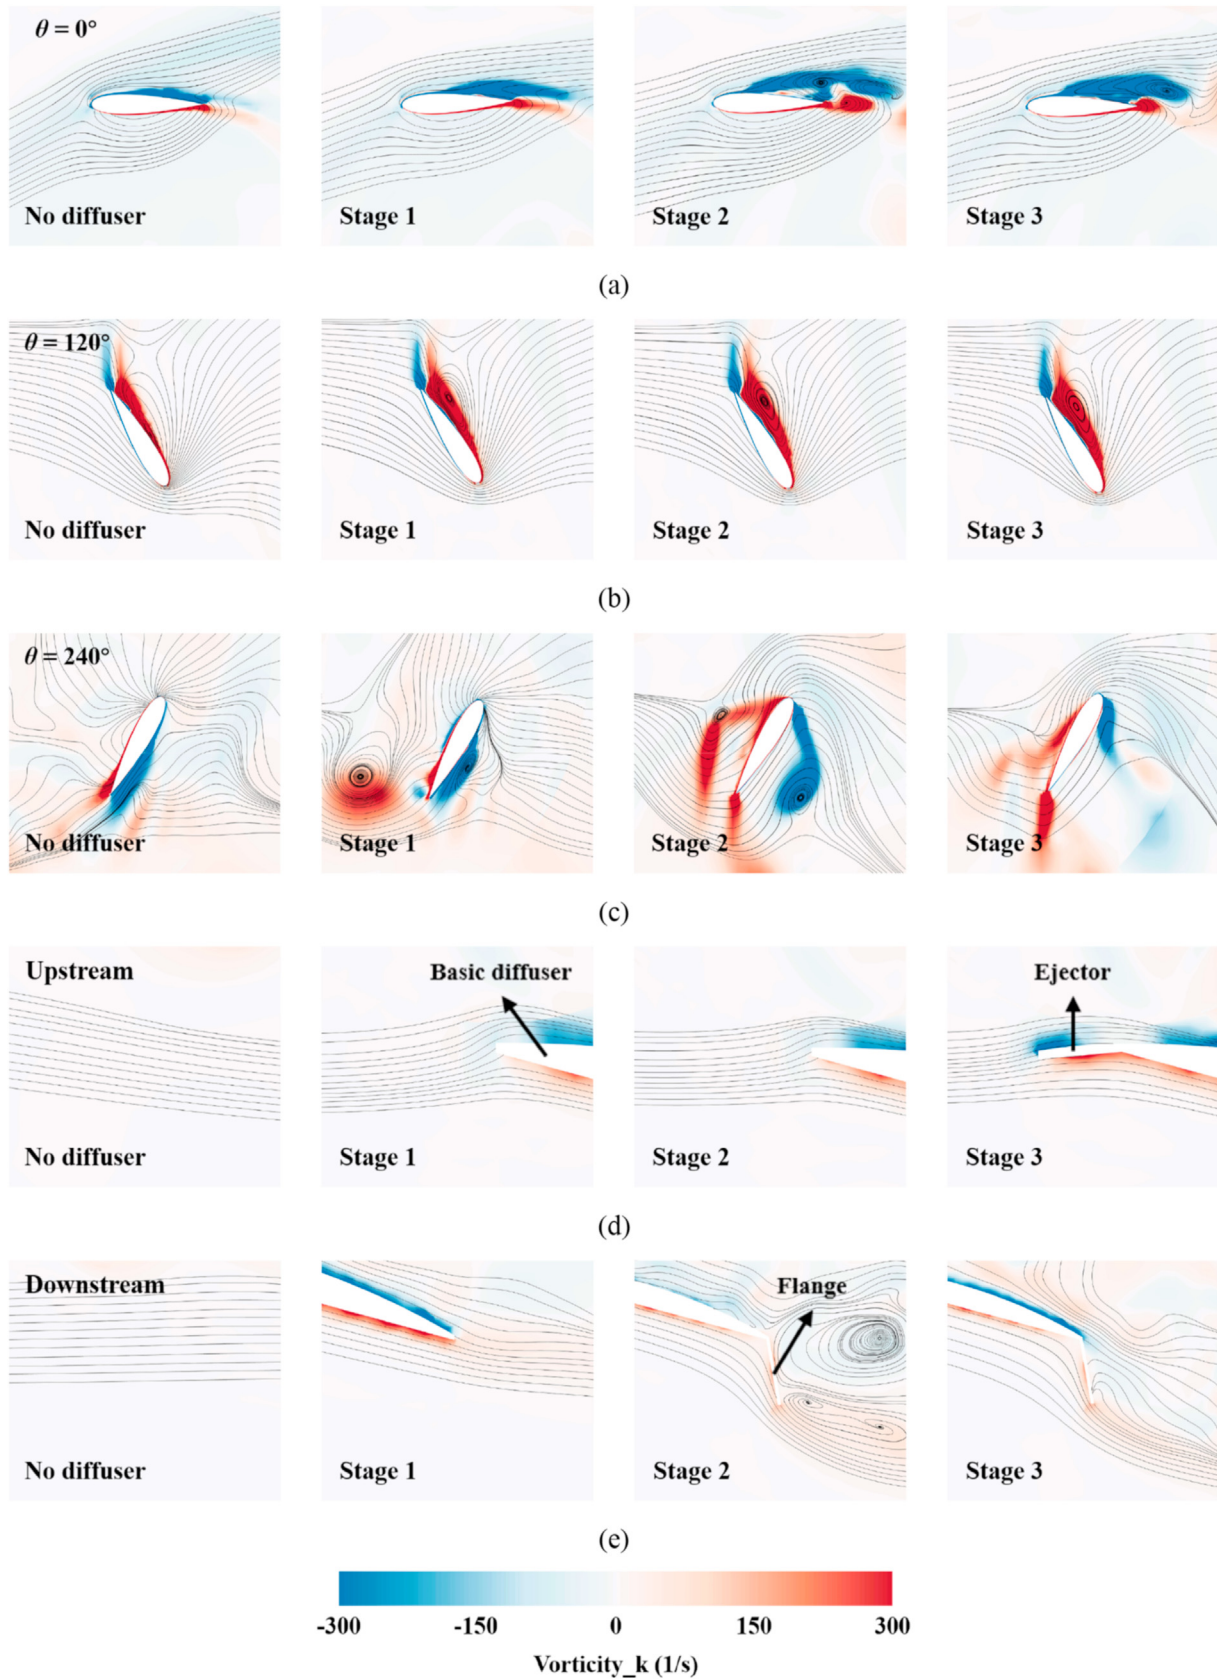 θ = 0°
No diffuser
Stage 1
Stage 2
Stage 3
(a)
θ = 120°
No diffuser
Stage 1
Stage 2
Stage 3
(b)
θ = 240°
No diffuser
Stage 1
Stage 2
Stage 3
(c)
Upstream
Basic diffuser
Ejector
No diffuser
Stage 1
Stage 2
Stage 3
(d)
Downstream
Flange
No diffuser
Stage 1
Stage 2
Stage 3
(e)
-300
-150
0
150
300
Vorticity_k (1/s)